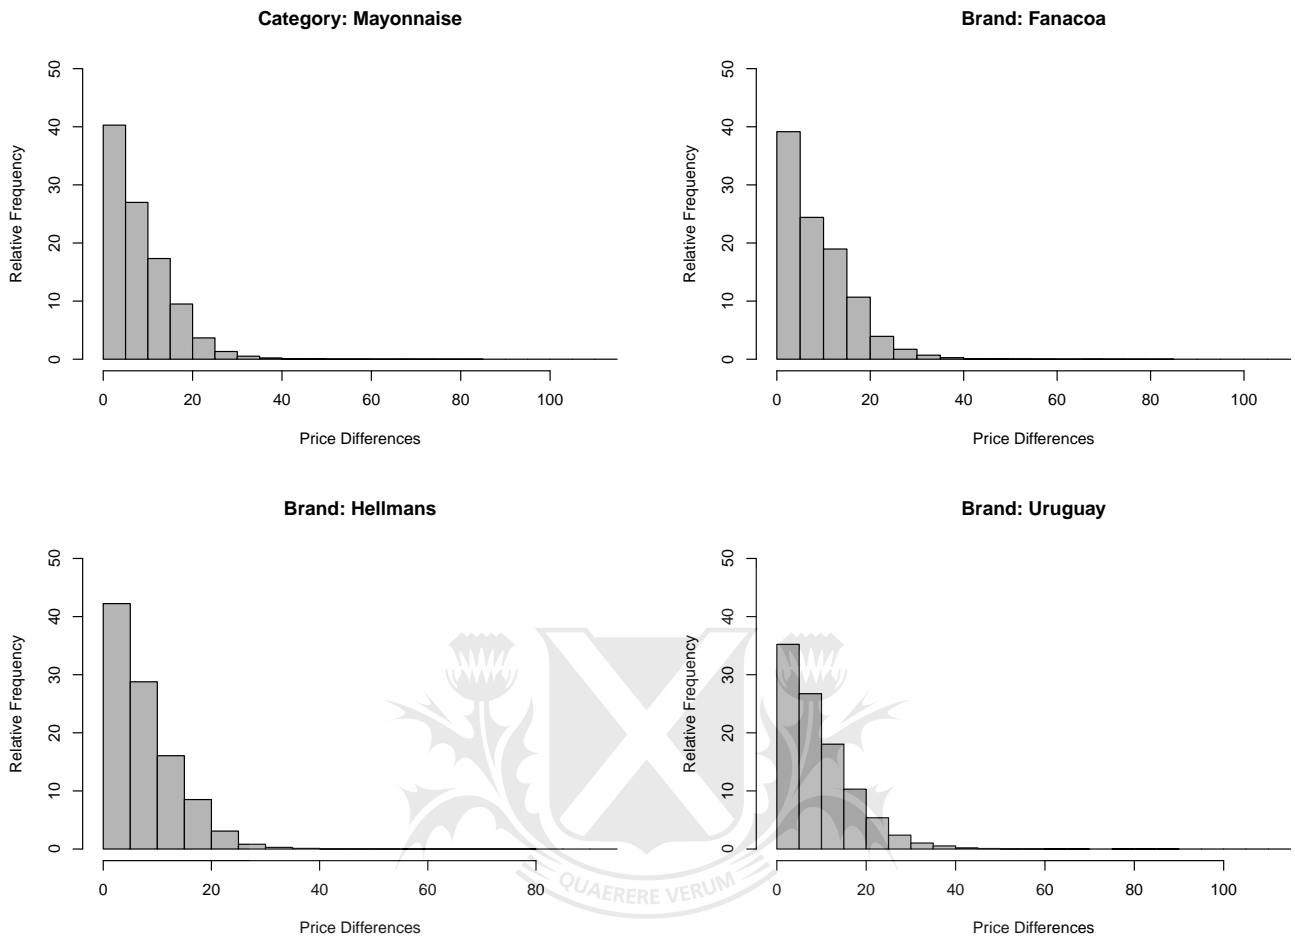 Category: Mayonnaise
Relative Frequency
50
40
30
20
10
0
0 20 40 60 80 100
Price Differences
Brand: Fanacoa
Relative Frequency
50
40
30
20
10
0
0 20 40 60 80 100
Price Differences
Brand: Hellmans
Relative Frequency
50
40
30
20
10
0
0 20 40 60 80
Price Differences
Brand: Uruguay
Relative Frequency
50
40
30
20
10
0
0 20 40 60 80 100
Price Differences
QUAERERE VERUM